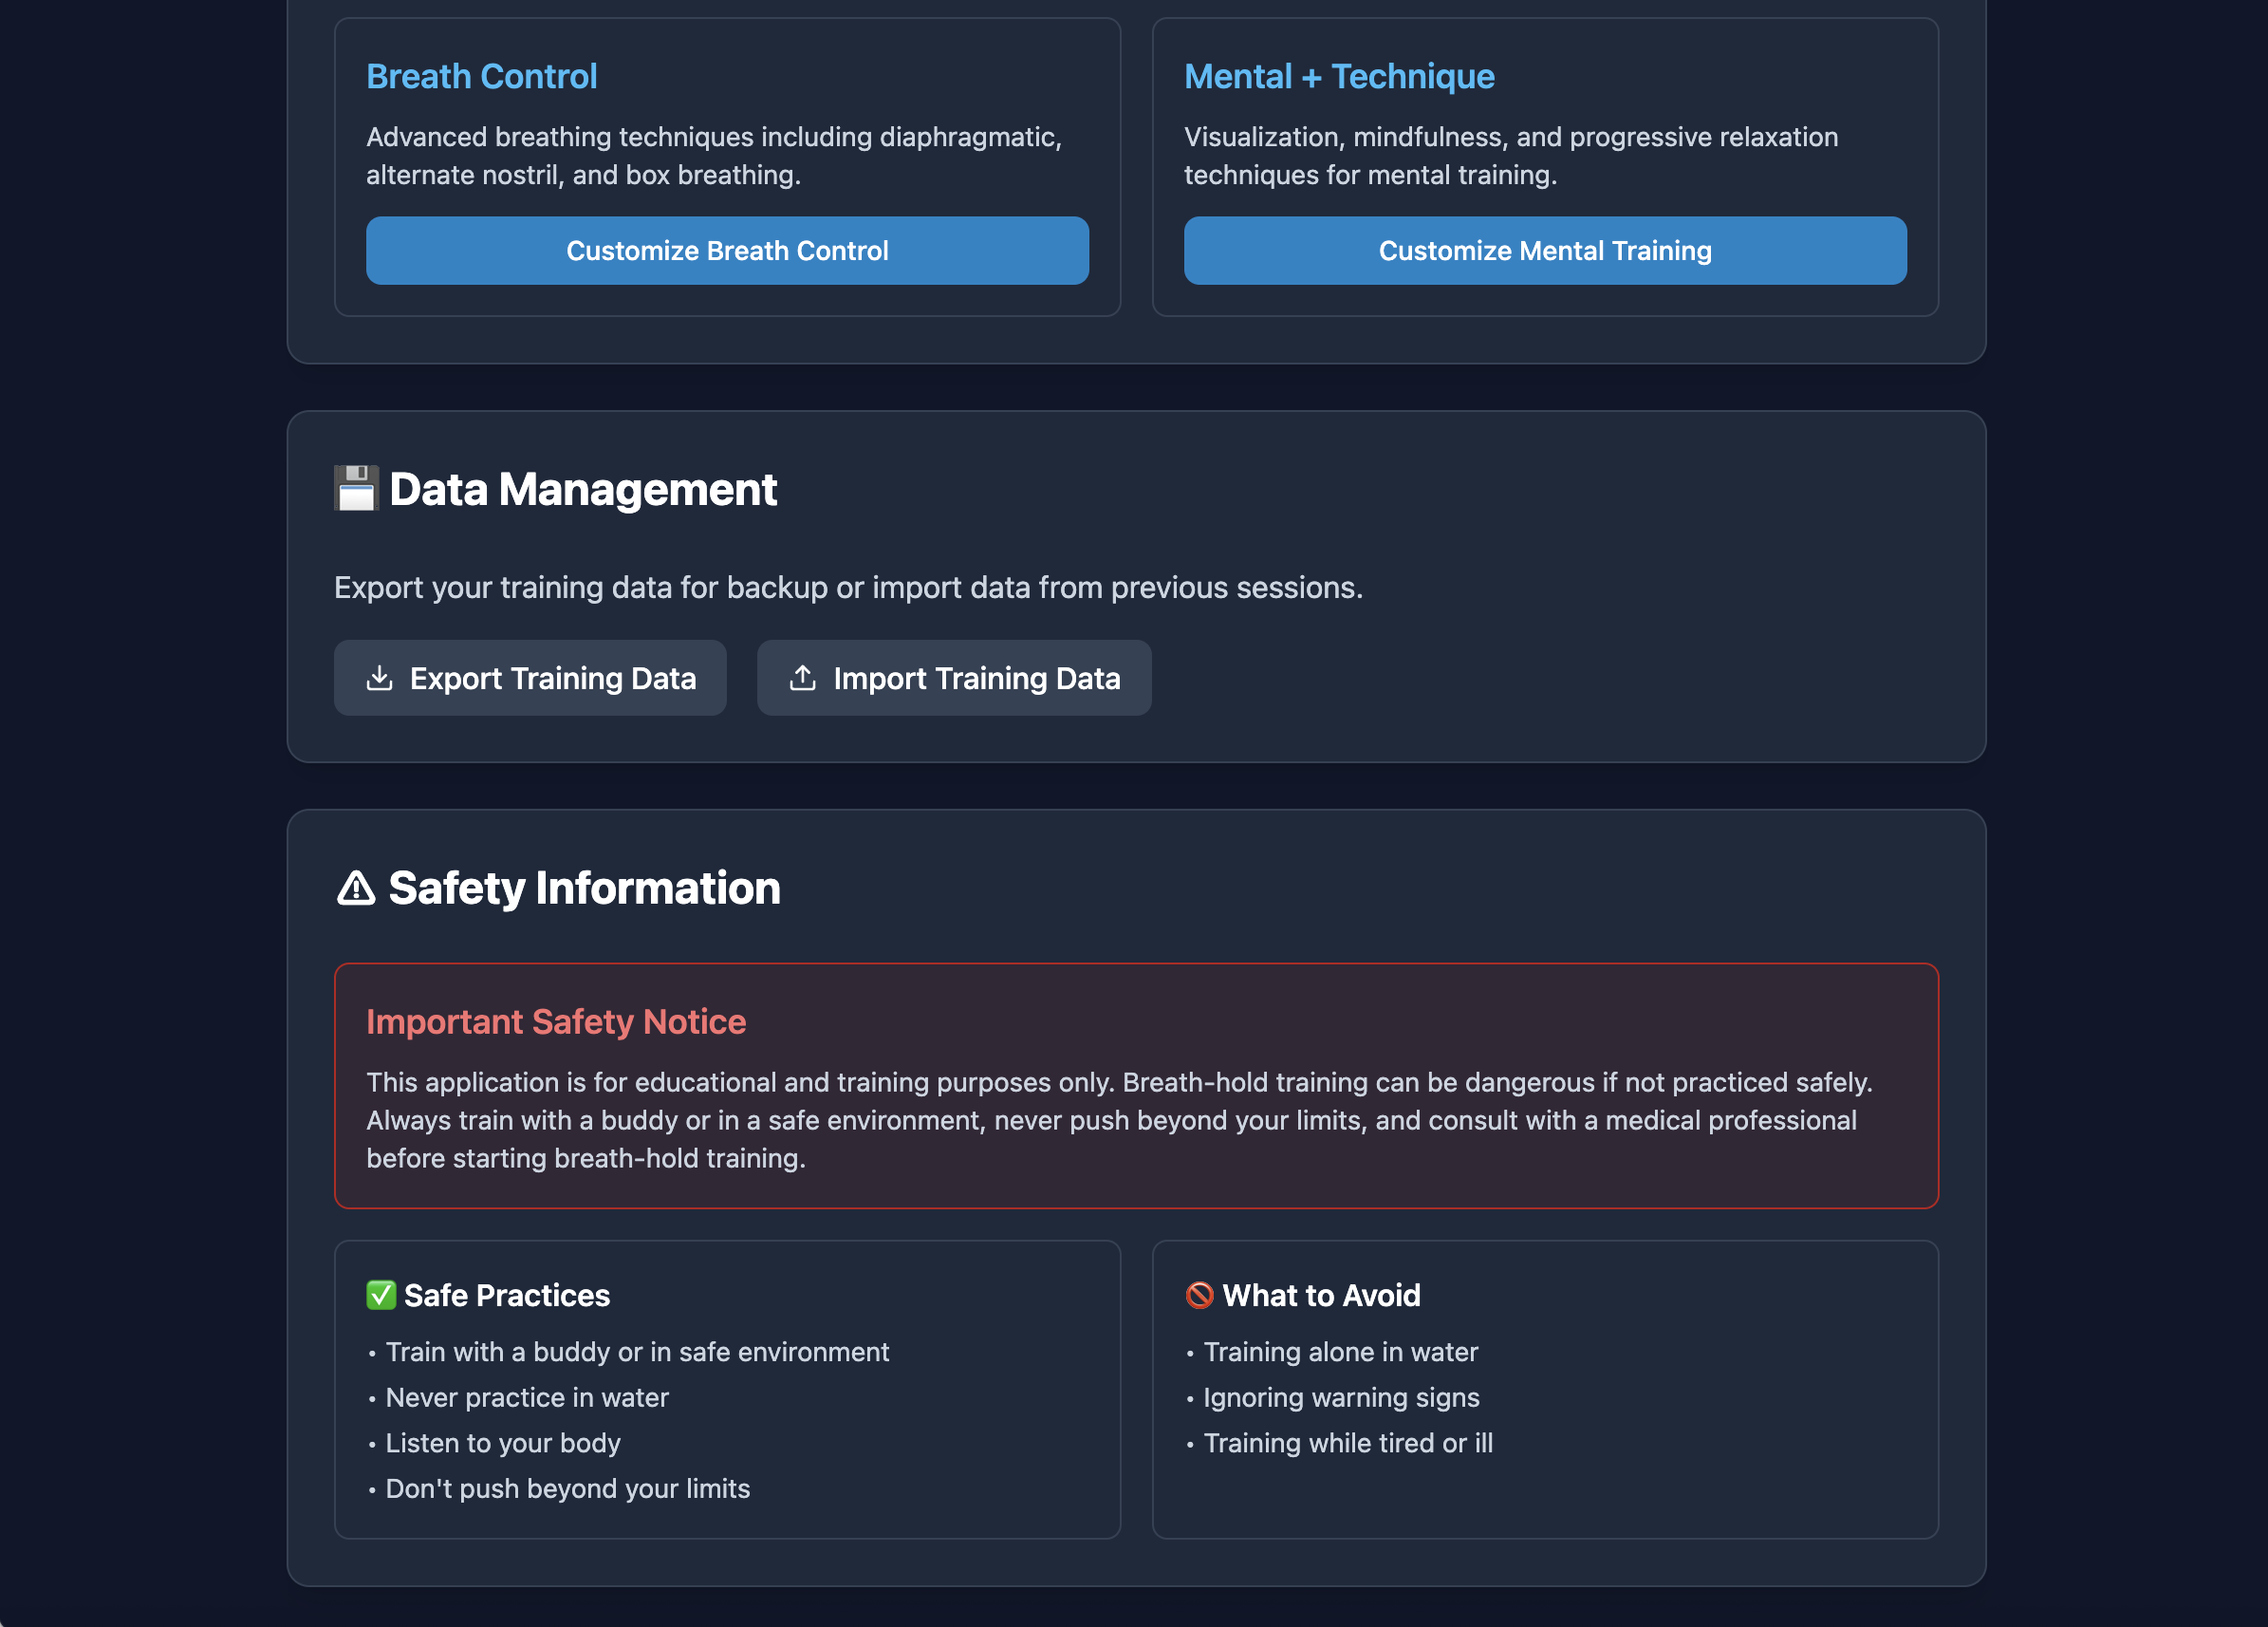 Breath Control
Advanced breathing techniques including diaphragmatic,
alternate nostril, and box breathing.
Customize Breath Control
Mental + Technique
Visualization, mindfulness, and progressive relaxation
techniques for mental training.
Customize Mental Training
💾 Data Management
Export your training data for backup or import data from previous sessions.
Export Training Data
Import Training Data
⚠ Safety Information
Important Safety Notice
This application is for educational and training purposes only. Breath-hold training can be dangerous if not practiced safely.
Always train with a buddy or in a safe environment, never push beyond your limits, and consult with a medical professional
before starting breath-hold training.
✅ Safe Practices
• Train with a buddy or in safe environment
• Never practice in water
• Listen to your body
• Don't push beyond your limits
🚫 What to Avoid
• Training alone in water
• Ignoring warning signs
• Training while tired or ill